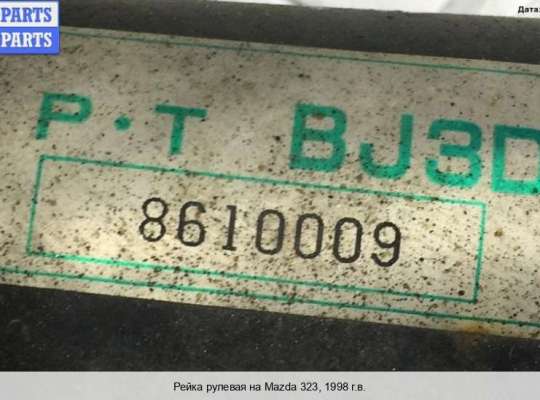 PARTS
PARTS
Дата:
P·T BJ3D
8610009
Рейка рулевая на Mazda 323, 1998 г.в.